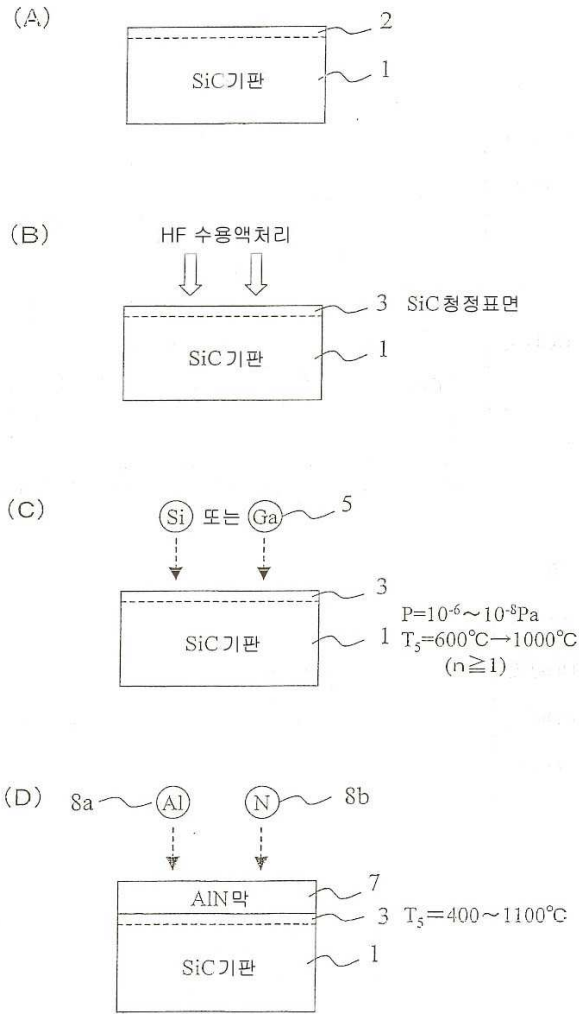 (A)
2
SiC기판
1
(B)
HF 수용액처리
3 SiC청정표면
SiC기판
1
(C)
Si 또는 Ga
5
3
P=10⁻⁶~10⁻⁸Pa
SiC기판
1
T₅=600℃→1000℃
(n≧1)
(D)
8a
Al
N
8b
7
AlN막
3
T₅=400~1100℃
SiC기판
1